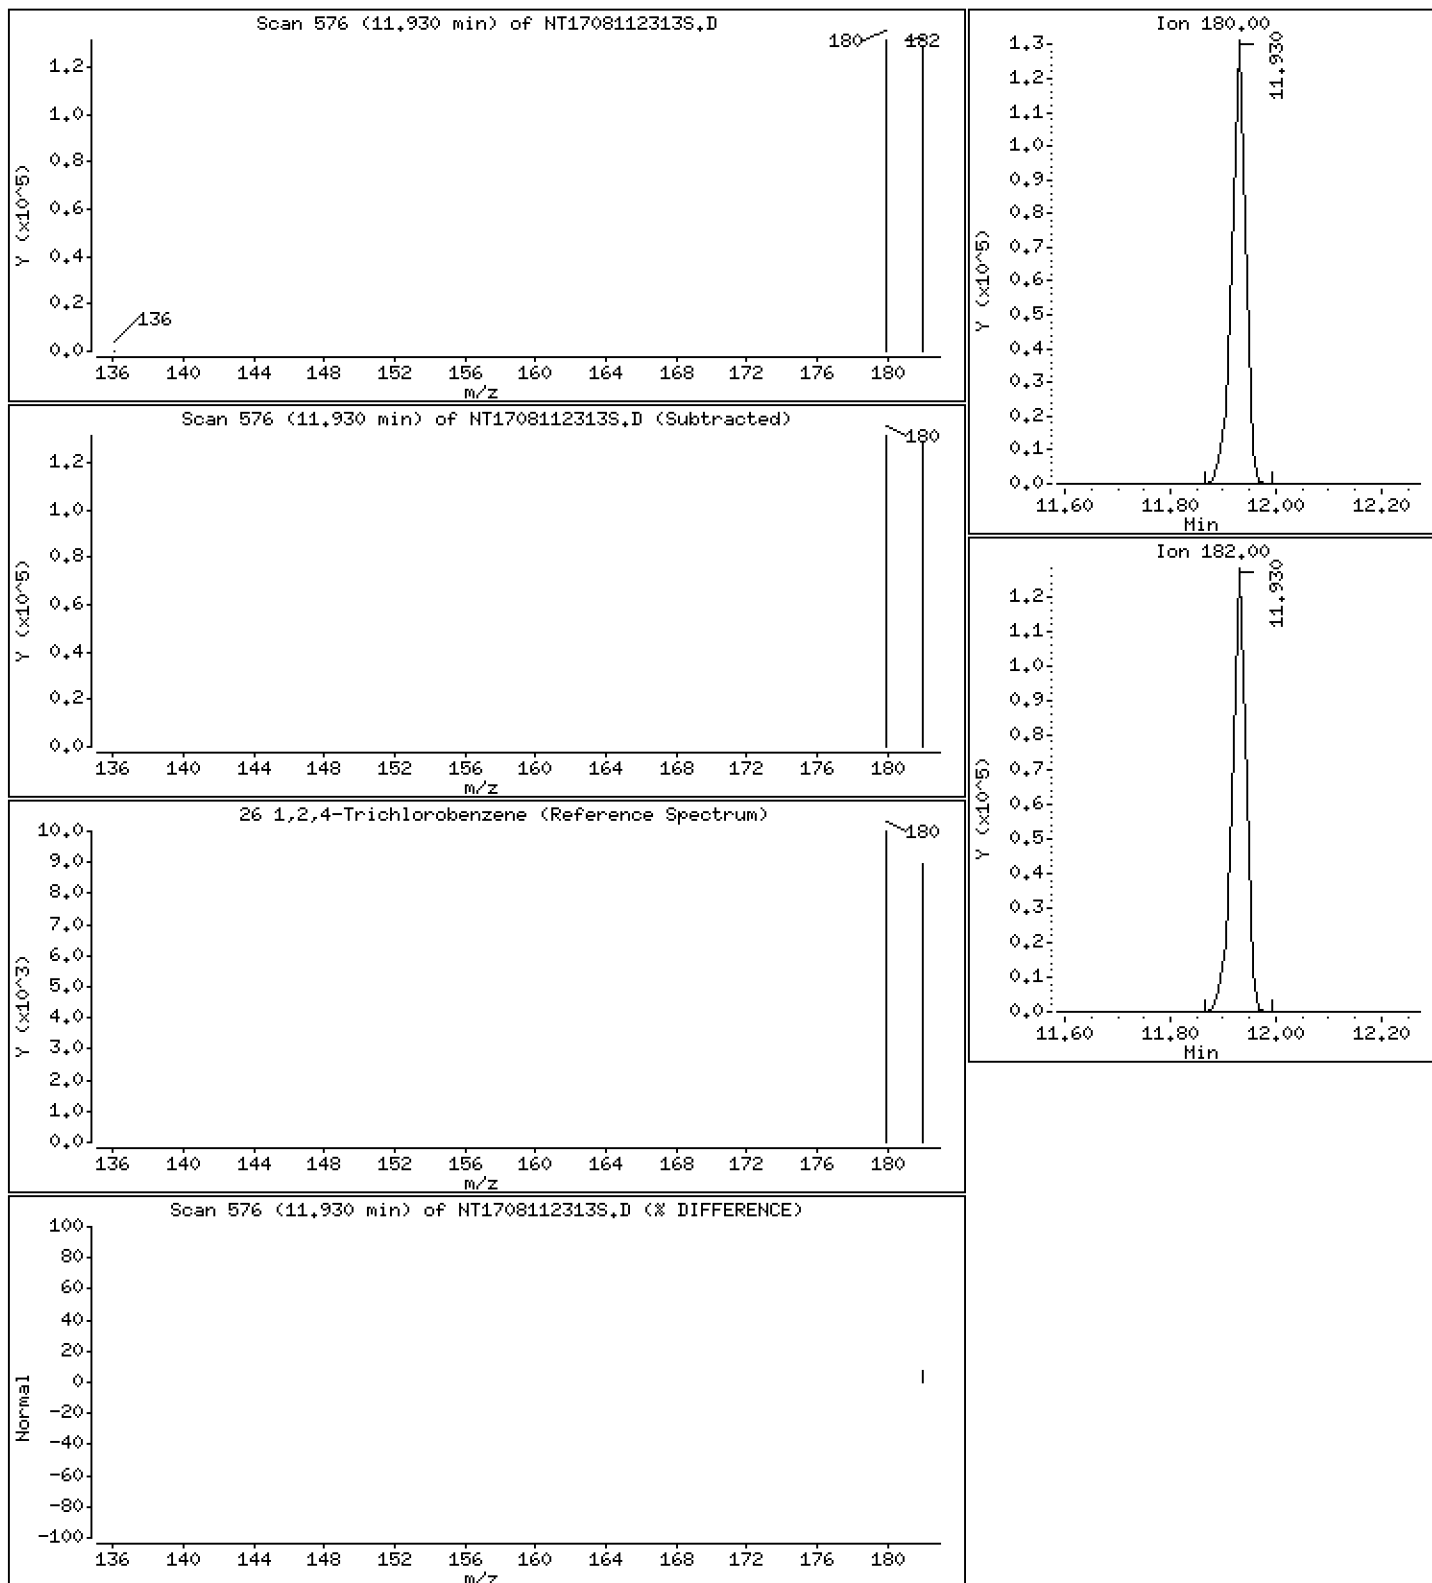 Scan 576 (11.930 min) of NT1708112313S.D
180
482
1.2
1.0
0.8
0.6
0.4
0.2
0.0
Y (x10^5)
136
136 140 144 148 152 156 160 164 168 172 176 180
m/z
Scan 576 (11.930 min) of NT1708112313S.D (Subtracted)
180
1.2
1.0
0.8
0.6
0.4
0.2
0.0
Y (x10^5)
136 140 144 148 152 156 160 164 168 172 176 180
m/z
26 1,2,4-Trichlorobenzene (Reference Spectrum)
180
10.0
9.0
8.0
7.0
6.0
5.0
4.0
3.0
2.0
1.0
0.0
Y (x10^3)
136 140 144 148 152 156 160 164 168 172 176 180
m/z
Scan 576 (11.930 min) of NT1708112313S.D (% DIFFERENCE)
100
80
60
40
20
0
-20
-40
-60
-80
-100
Normal
136 140 144 148 152 156 160 164 168 172 176 180
m/z
Ion 180.00
11.930
1.3
1.2
1.1
1.0
0.9
0.8
0.7
0.6
0.5
0.4
0.3
0.2
0.1
0.0
Y (x10^5)
11.60 11.80 12.00 12.20
Min
Ion 182.00
11.930
1.2
1.1
1.0
0.9
0.8
0.7
0.6
0.5
0.4
0.3
0.2
0.1
0.0
Y (x10^5)
11.60 11.80 12.00 12.20
Min